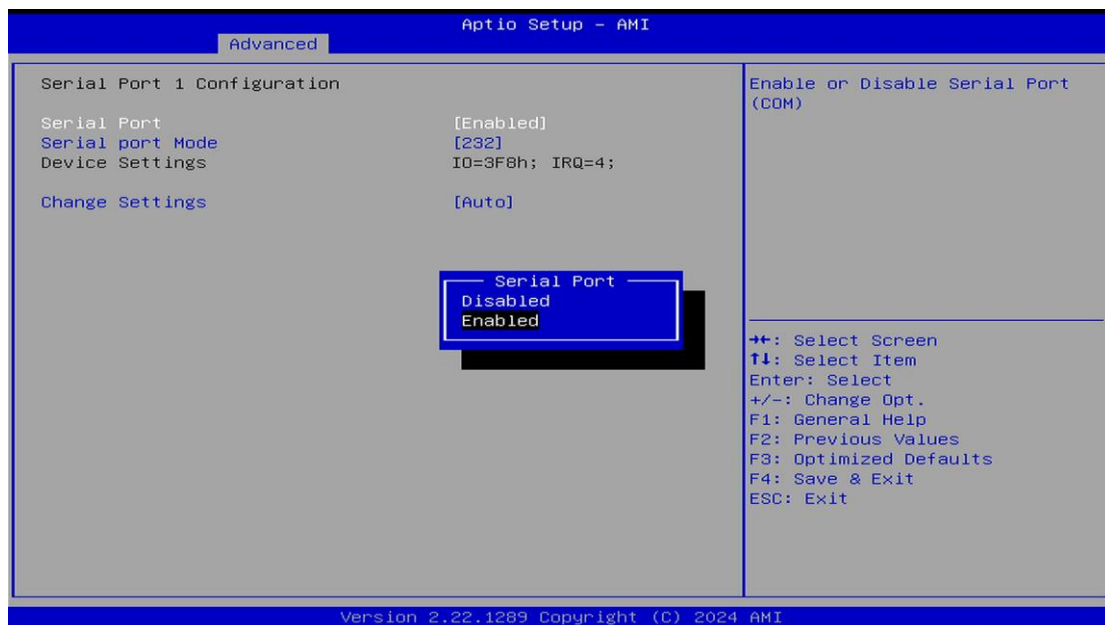 Aptio Setup - AMI
Advanced
Serial Port 1 Configuration
Serial Port [Enabled]
Serial port Mode [232]
Device Settings IO=3F8h; IRQ=4;
Change Settings [Auto]
Serial Port
Disabled
Enabled
Enable or Disable Serial Port
(COM)
→←: Select Screen
↑↓: Select Item
Enter: Select
+/-: Change Opt.
F1: General Help
F2: Previous Values
F3: Optimized Defaults
F4: Save & Exit
ESC: Exit
Version 2.22.1289 Copyright (C) 2024 AMI